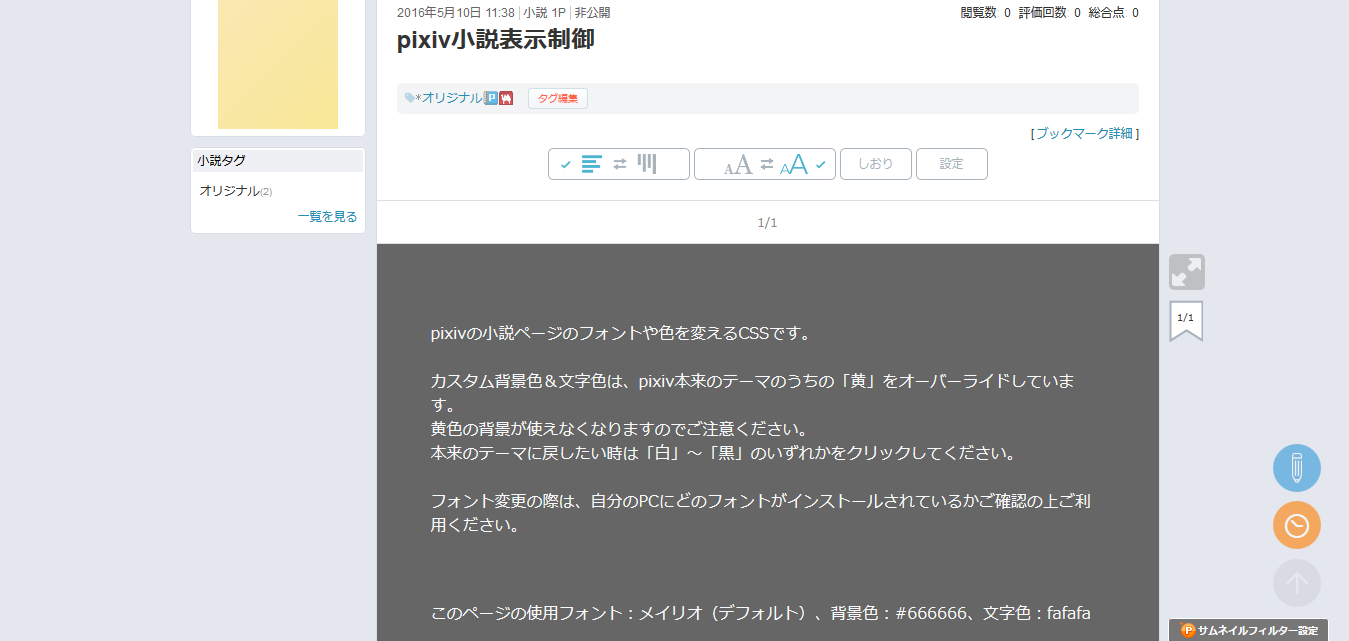 2016年5月10日 11:38 | 小説 1P | 非公開
閲覧数 0 評価回数 0 総合点 0
pixiv小説表示制御
*オリジナル
タグ編集
[ブックマーク詳細]
小説タグ
オリジナル(2)
一覧を見る
AA AA
しおり
設定
1/1
1/1
pixivの小説ページのフォントや色を変えるCSSです。
カスタム背景色＆文字色は、pixiv本来のテーマのうちの「黄」をオーバーライドしていま
す。
黄色の背景が使えなくなりますのでご注意ください。
本来のテーマに戻したい時は「白」～「黒」のいずれかをクリックしてください。
フォント変更の際は、自分のPCにどのフォントがインストールされているかご確認の上ご利
用ください。
このページの使用フォント：メイリオ（デフォルト）、背景色：#666666、文字色：fafafa
P サムネイルフィルター設定